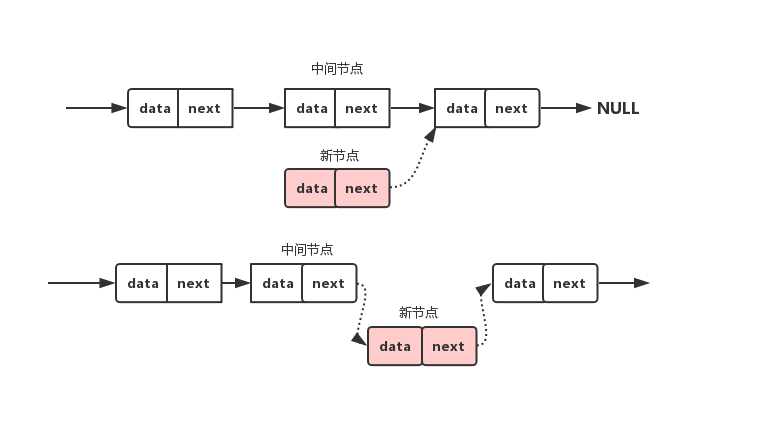 中间节点
data next data next data next NULL
新节点
data next
中间节点
data next data next data next
新节点
data next